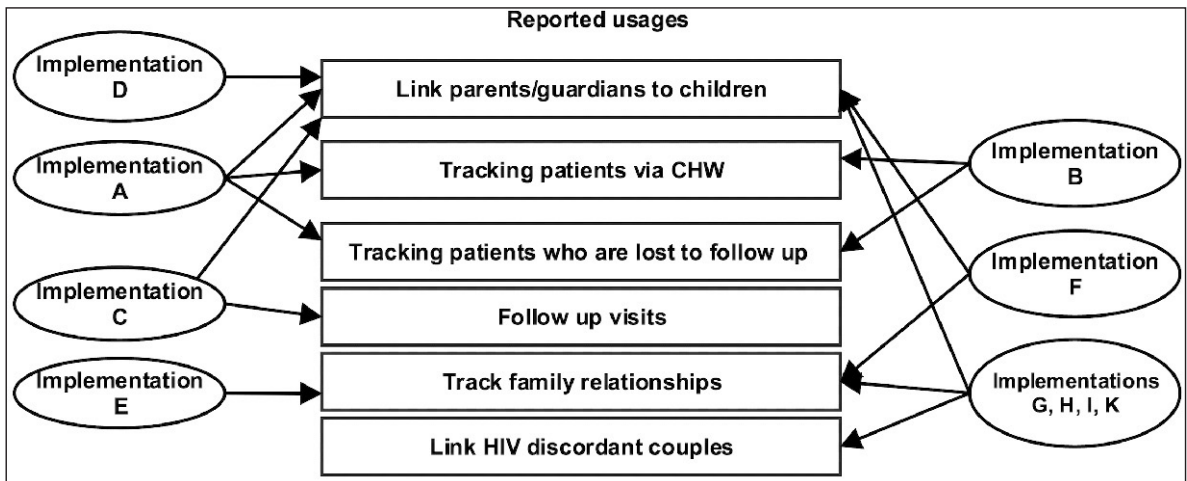 Reported usages
Implementation
D
Implementation
A
Implementation
C
Implementation
E
Link parents/guardians to children
Tracking patients via CHW
Tracking patients who are lost to follow up
Follow up visits
Track family relationships
Link HIV discordant couples
Implementation
B
Implementation
F
Implementations
G, H, I, K